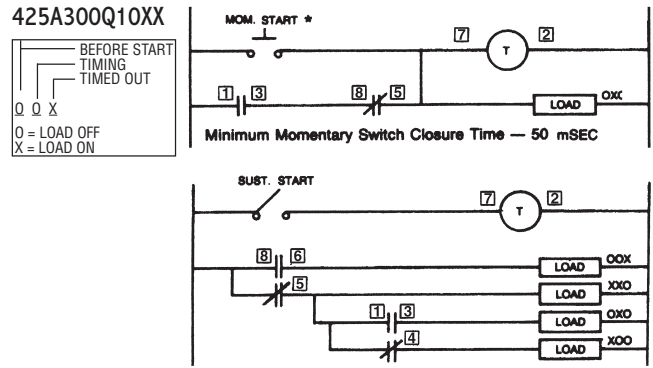 425A300Q10XX
BEFORE START
TIMING
TIMED OUT
O O X
O = LOAD OFF
X = LOAD ON
MOM. START *
7 T 2
1 3 8 5 LOAD
Minimum Momentary Switch Closure Time — 50 mSEC
SUST. START
7 T 2
8 6 LOAD OOX
5 LOAD XXO
1 3 LOAD OXO
4 LOAD XOO